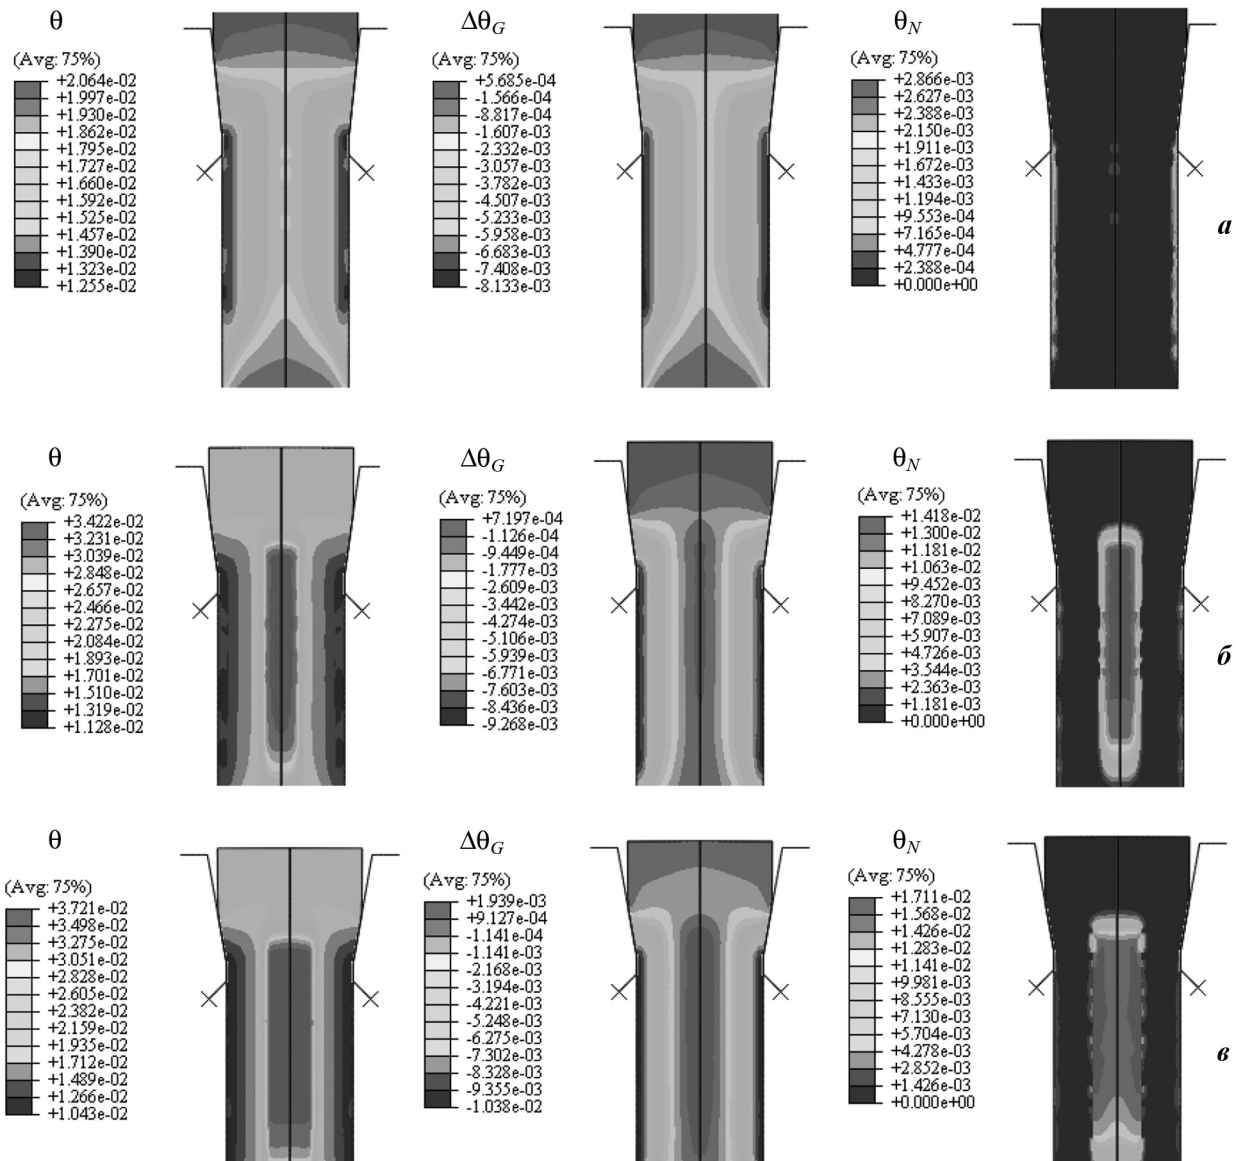 θ
(Avg: 75%)
+2.064e-02
+1.997e-02
+1.930e-02
+1.862e-02
+1.795e-02
+1.727e-02
+1.660e-02
+1.592e-02
+1.525e-02
+1.457e-02
+1.390e-02
+1.323e-02
+1.255e-02
Δθ_G
(Avg: 75%)
+5.685e-04
-1.566e-04
-8.817e-04
-1.607e-03
-2.332e-03
-3.057e-03
-3.782e-03
-4.507e-03
-5.233e-03
-5.958e-03
-6.683e-03
-7.408e-03
-8.133e-03
θ_N
(Avg: 75%)
+2.866e-03
+2.627e-03
+2.388e-03
+2.150e-03
+1.911e-03
+1.672e-03
+1.433e-03
+1.194e-03
+9.553e-04
+7.165e-04
+4.777e-04
+2.388e-04
+0.000e+00
а
θ
(Avg: 75%)
+3.422e-02
+3.231e-02
+3.039e-02
+2.848e-02
+2.657e-02
+2.466e-02
+2.275e-02
+2.084e-02
+1.893e-02
+1.701e-02
+1.510e-02
+1.319e-02
+1.128e-02
Δθ_G
(Avg: 75%)
+7.197e-04
-1.126e-04
-9.449e-04
-1.777e-03
-2.609e-03
-3.442e-03
-4.274e-03
-5.106e-03
-5.939e-03
-6.771e-03
-7.603e-03
-8.436e-03
-9.268e-03
θ_N
(Avg: 75%)
+1.418e-02
+1.300e-02
+1.181e-02
+1.063e-02
+9.452e-03
+8.270e-03
+7.089e-03
+5.907e-03
+4.726e-03
+3.544e-03
+2.363e-03
+1.181e-03
+0.000e+00
б
θ
(Avg: 75%)
+3.721e-02
+3.498e-02
+3.275e-02
+3.051e-02
+2.828e-02
+2.605e-02
+2.382e-02
+2.159e-02
+1.935e-02
+1.712e-02
+1.489e-02
+1.266e-02
+1.043e-02
Δθ_G
(Avg: 75%)
+1.939e-03
+9.127e-04
-1.141e-04
-1.141e-03
-2.168e-03
-3.194e-03
-4.221e-03
-5.248e-03
-6.275e-03
-7.302e-03
-8.328e-03
-9.355e-03
-1.038e-02
θ_N
(Avg: 75%)
+1.711e-02
+1.568e-02
+1.426e-02
+1.283e-02
+1.141e-02
+9.981e-03
+8.555e-03
+7.130e-03
+5.704e-03
+4.278e-03
+2.852e-03
+1.426e-03
+0.000e+00
в